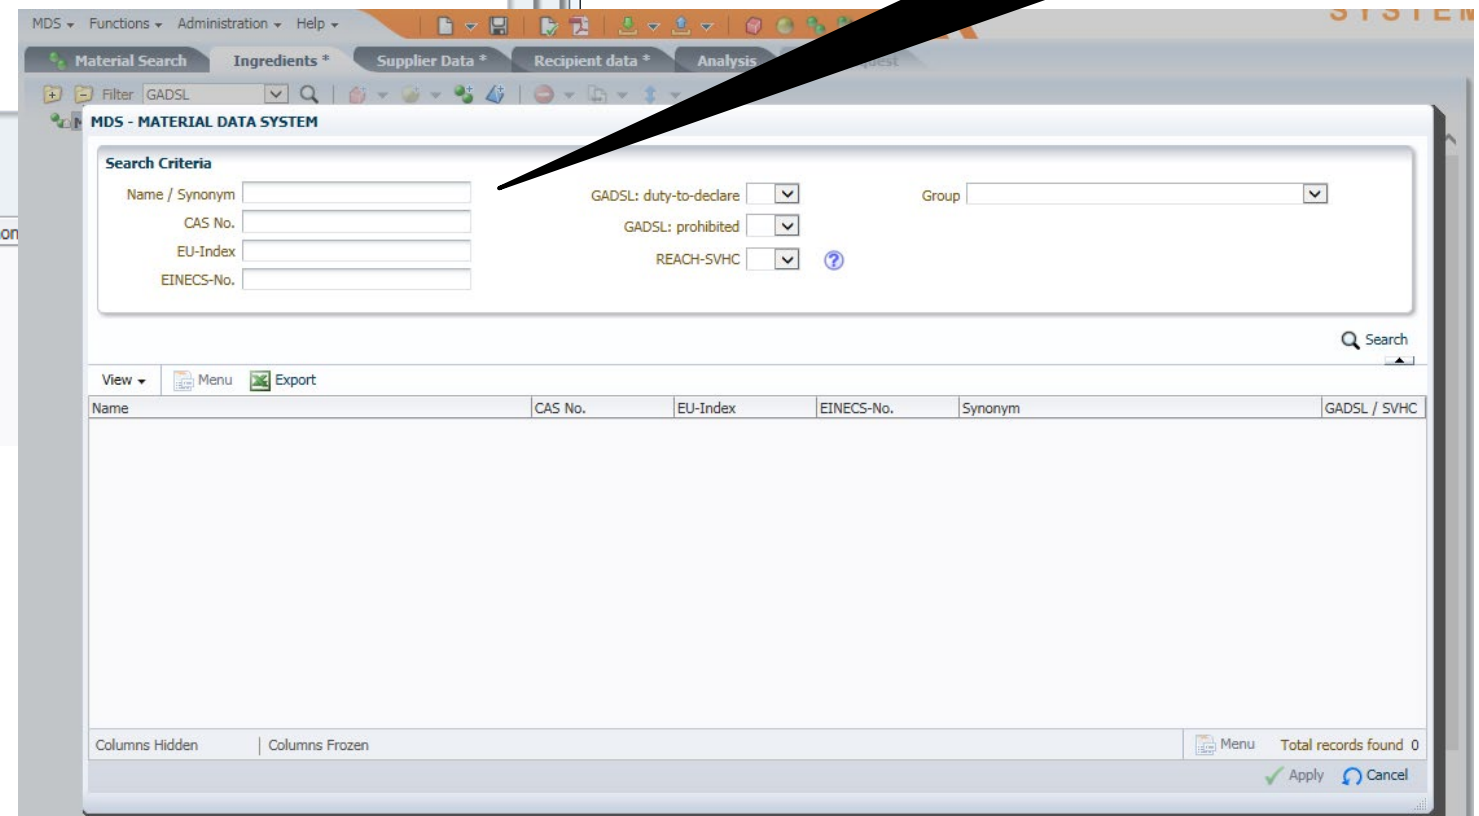 SYSTEM
MDS Functions Administration Help
Material Search Ingredients * Supplier Data * Recipient data * Analysis
Filter GADSL
MDS - MATERIAL DATA SYSTEM
Search Criteria
Name / Synonym GADSL: duty-to-declare Group
CAS No. GADSL: prohibited
EU-Index REACH-SVHC ?
EINECS-No.
Search
View Menu Export
Name CAS No. EU-Index EINECS-No. Synonym GADSL / SVHC
Columns Hidden Columns Frozen Menu Total records found 0
Apply Cancel